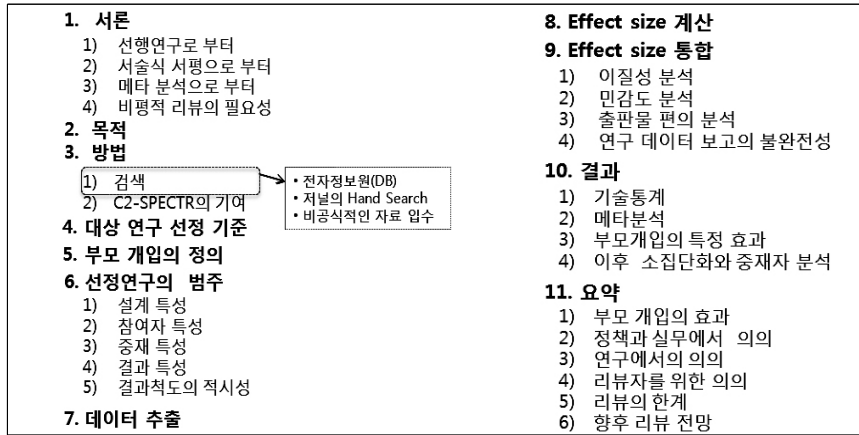 1. 서론
1) 선행연구로 부터
2) 서술식 서평으로 부터
3) 메타 분석으로 부터
4) 비평적 리뷰의 필요성
2. 목적
3. 방법
1) 검색
• 전자정보원(DB)
• 저널의 Hand Search
• 비공식적인 자료 입수
2) C2-SPECTR의 기여
4. 대상 연구 선정 기준
5. 부모 개입의 정의
6. 선정연구의 범주
1) 설계 특성
2) 참여자 특성
3) 중재 특성
4) 결과 특성
5) 결과척도의 적시성
7. 데이터 추출
8. Effect size 계산
9. Effect size 통합
1) 이질성 분석
2) 민감도 분석
3) 출판물 편의 분석
4) 연구 데이터 보고의 불완전성
10. 결과
1) 기술통계
2) 메타분석
3) 부모개입의 특정 효과
4) 이후 소집단화와 중재자 분석
11. 요약
1) 부모 개입의 효과
2) 정책과 실무에서 의의
3) 연구에서의 의의
4) 리뷰자를 위한 의의
5) 리뷰의 한계
6) 향후 리뷰 전망